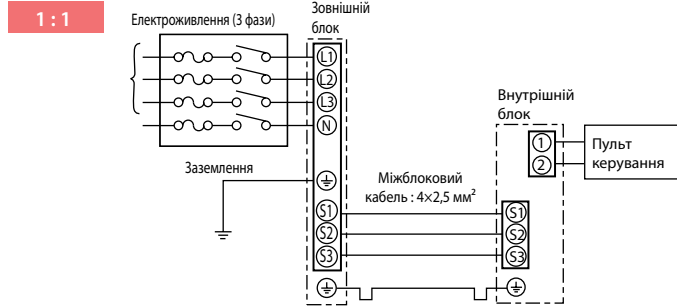 1 : 1
Електроживлення (3 фази)
Зовнішній
блок
L1
L2
L3
N
Заземлення
S1
S2
S3
Міжблоковий
кабель : 4×2,5 мм²
Внутрішній
блок
1
2
Пульт
керування
S1
S2
S3